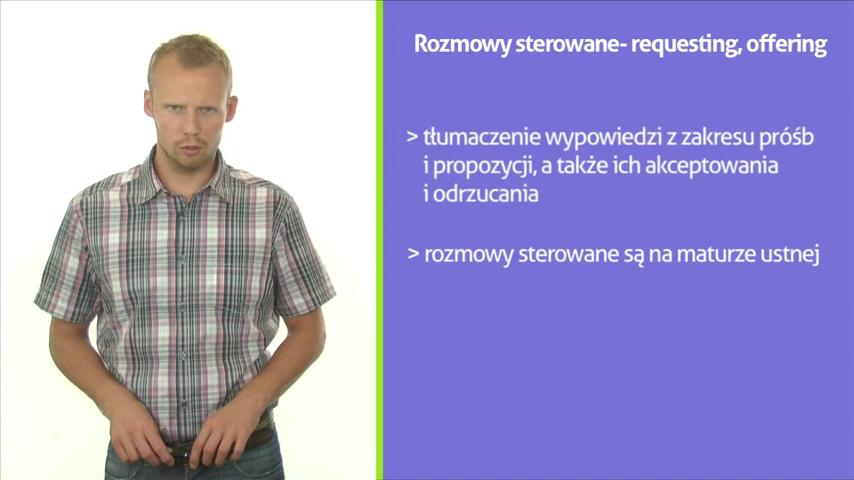 Rozmowy sterowane- requesting, offering
> tłumaczenie wypowiedzi z zakresu próśb
i propozycji, a także ich akceptowania
i odrzucania
> rozmowy sterowane są na maturze ustnej